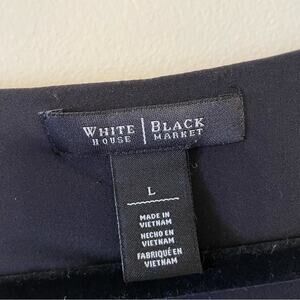 WHITE | BLACK
HOUSE | MARKET
L
MADE IN
VIETNAM
HECHO EN
VIETNAM
FABRIQUÉ EN
VIETNAM